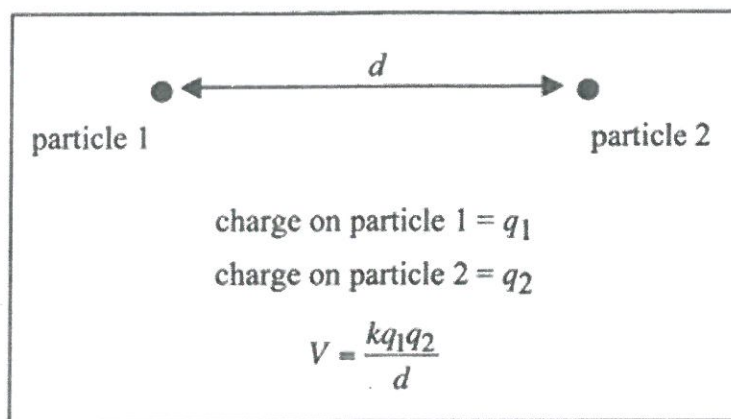 d
particle 1 particle 2
charge on particle 1 = q₁
charge on particle 2 = q₂
V = kq₁q₂ / d